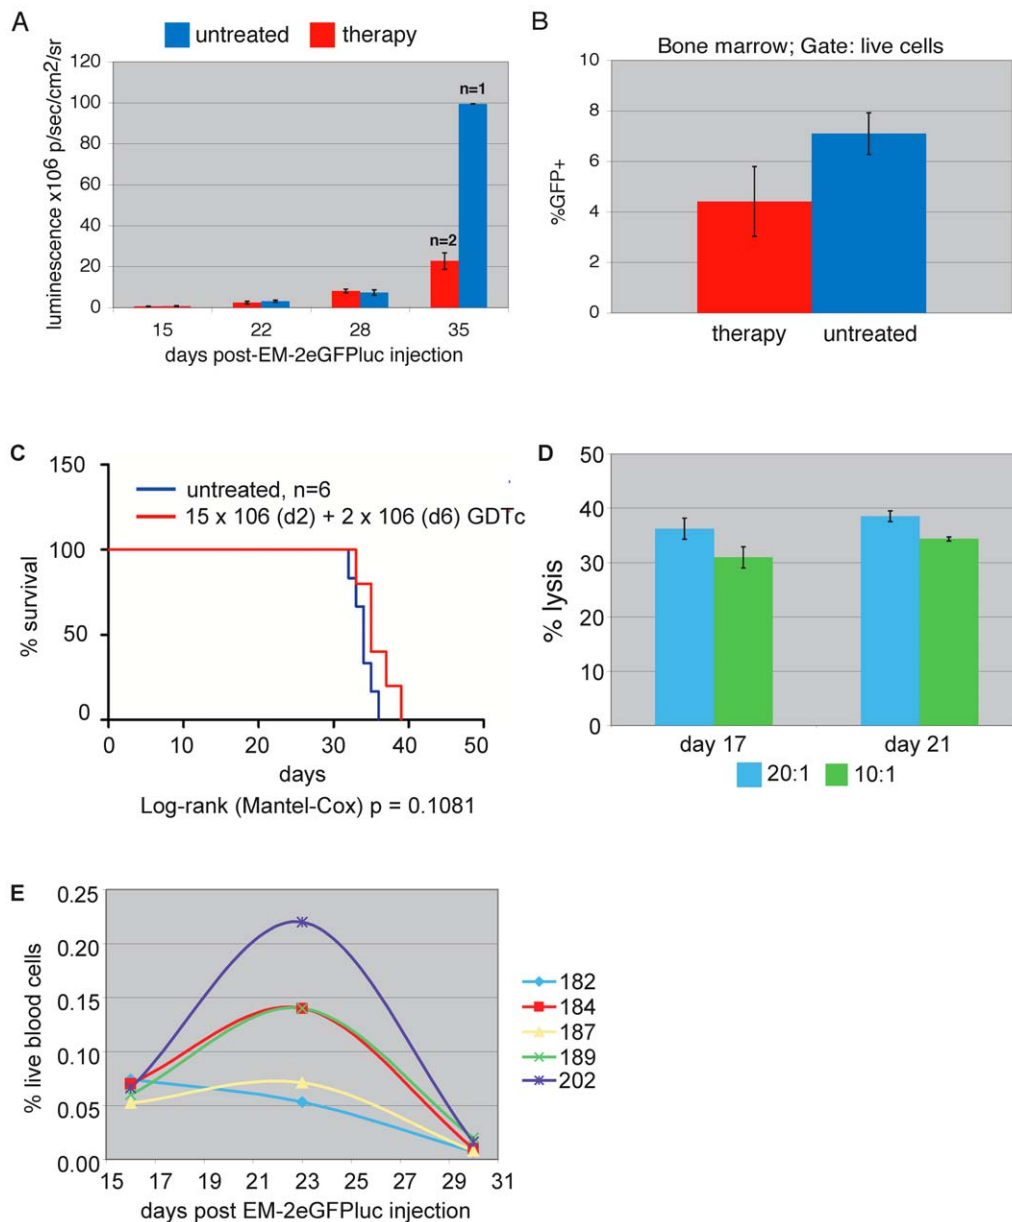 A
untreated therapy
luminescence x10⁶ p/sec/cm2/sr
120
100
80
60
40
20
0
n=1
n=2
15 22 28 35
days post-EM-2eGFPluc injection
B
Bone marrow; Gate: live cells
%GFP+
10
8
6
4
2
0
therapy untreated
C
% survival
150
100
50
0
untreated, n=6
15 x 106 (d2) + 2 x 106 (d6) GDTc
0 10 20 30 40 50
days
Log-rank (Mantel-Cox) p = 0.1081
D
% lysis
50
40
30
20
10
0
day 17 day 21
20:1 10:1
E
% live blood cells
0.25
0.20
0.15
0.10
0.05
0.00
15 17 19 21 23 25 27 29 31
days post EM-2eGFPluc injection
182
184
187
189
202